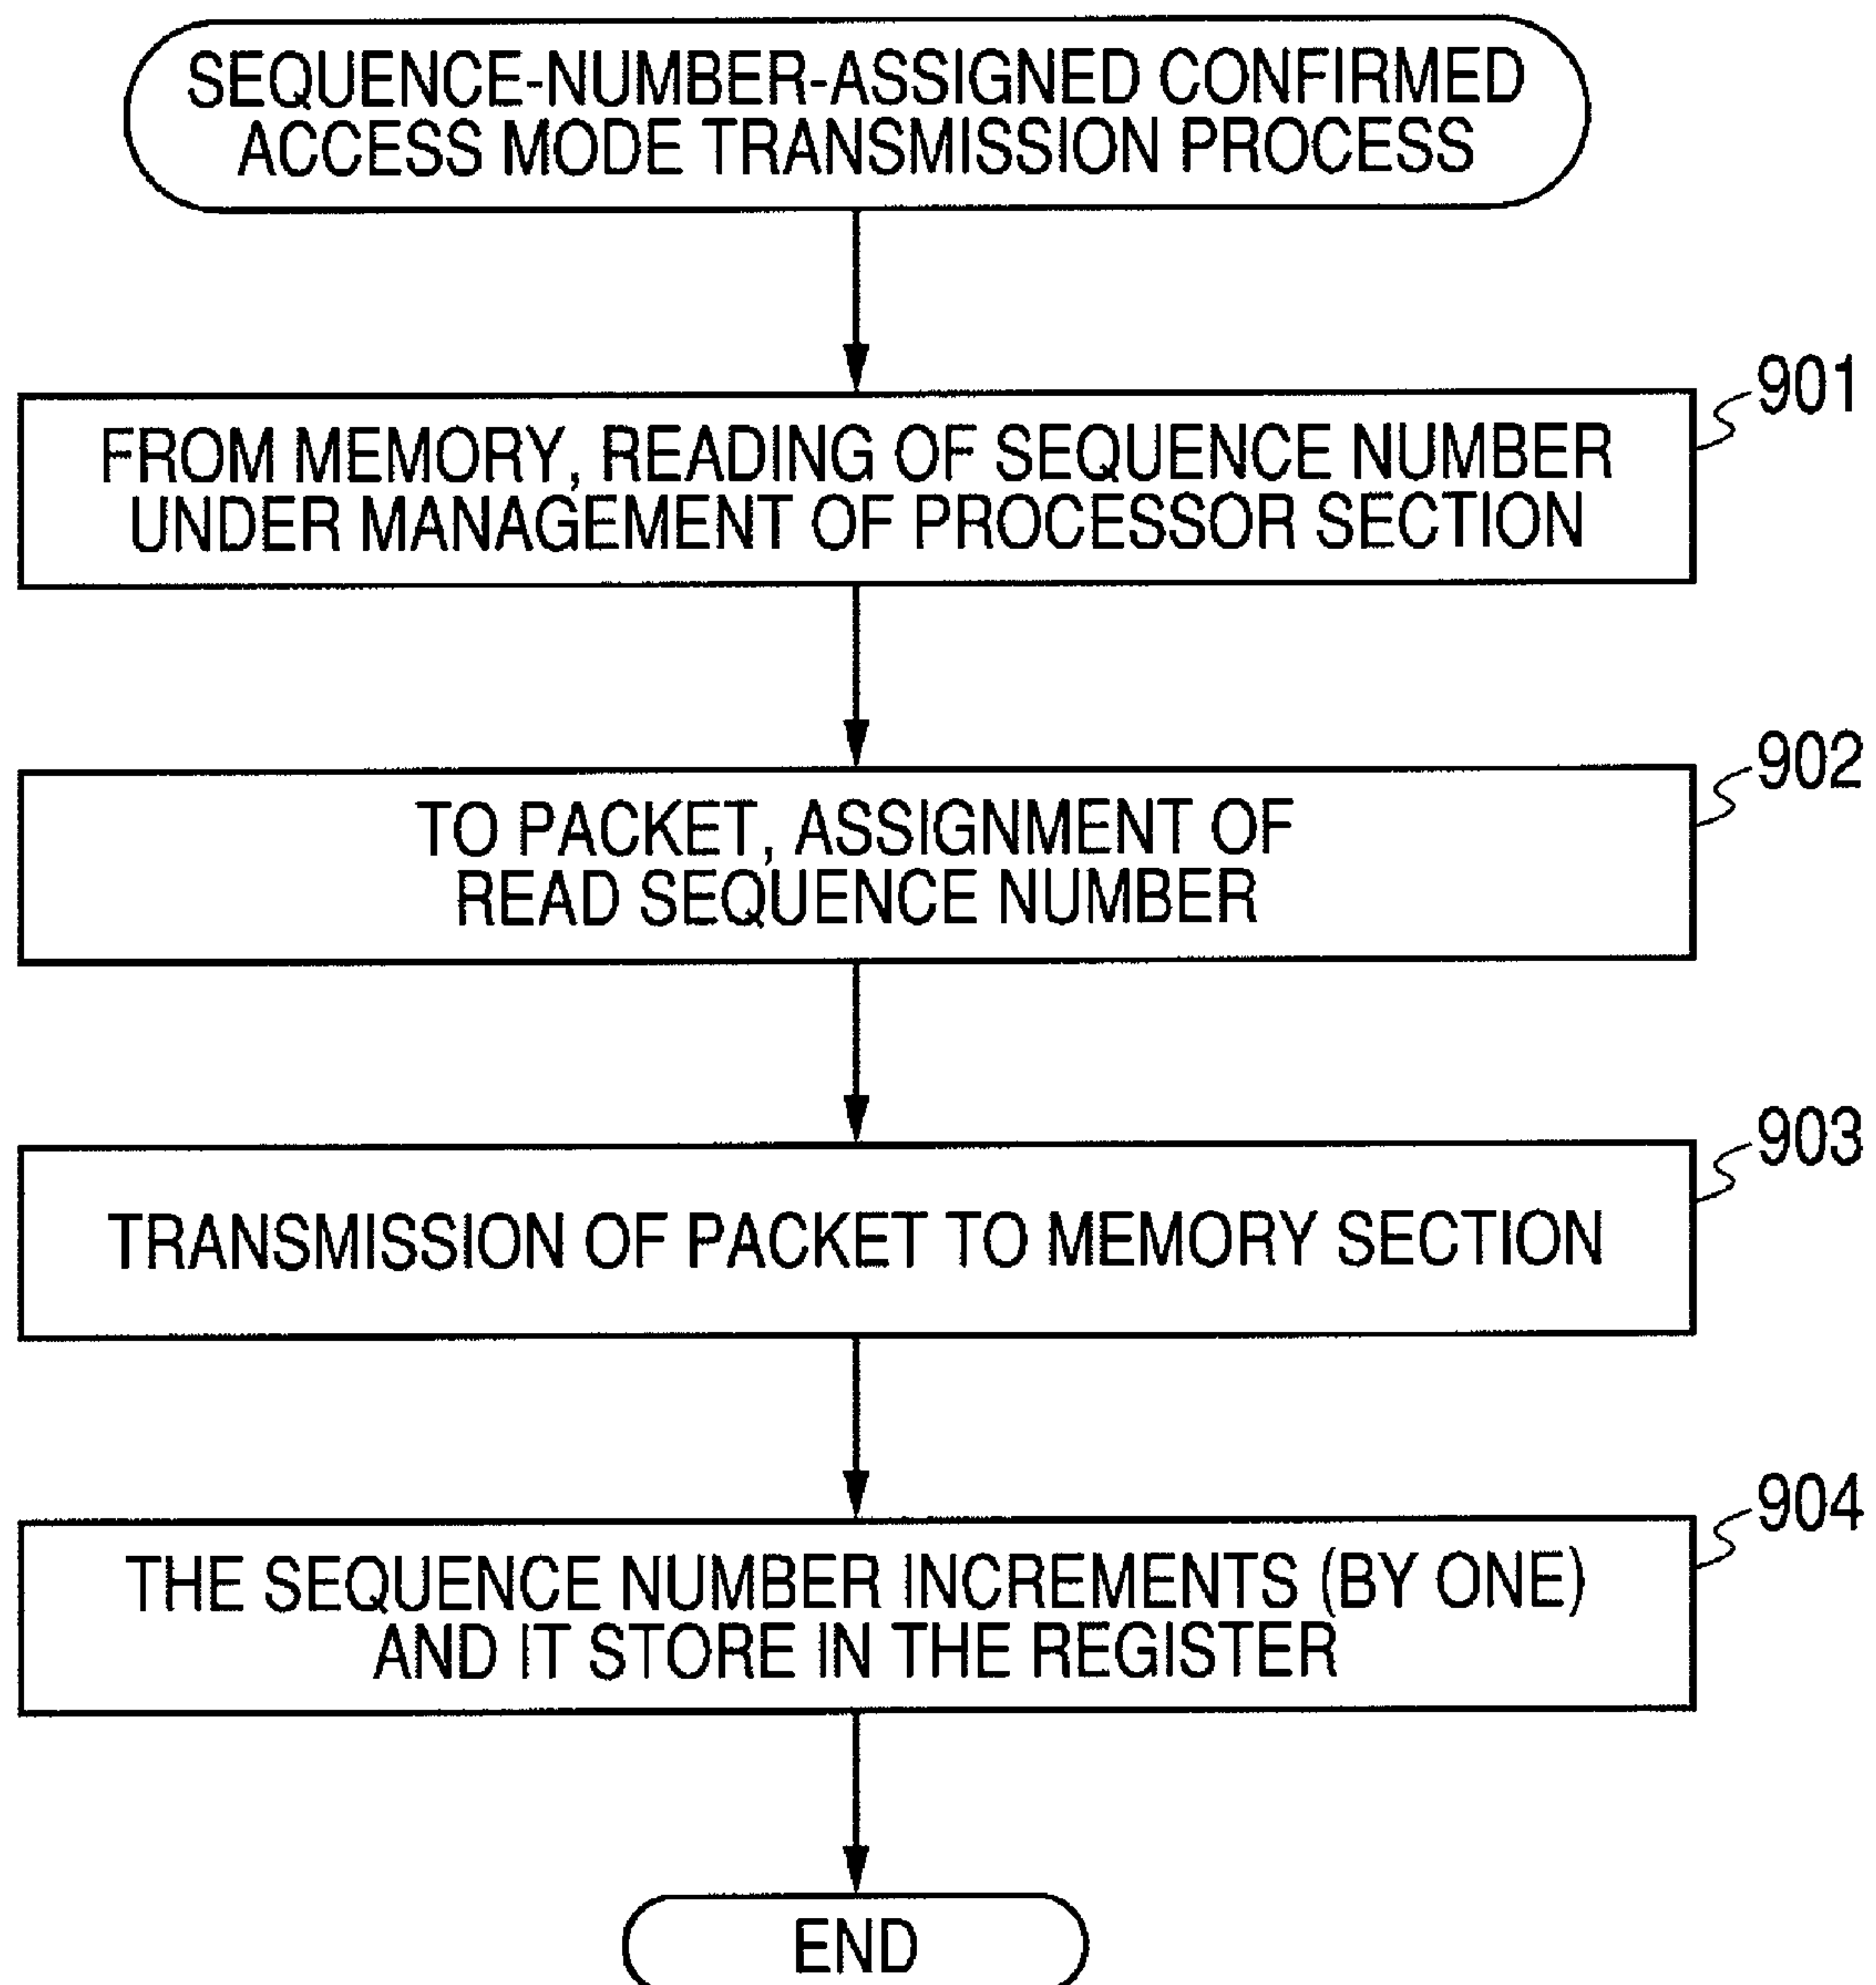 SEQUENCE-NUMBER-ASSIGNED CONFIRMED
ACCESS MODE TRANSMISSION PROCESS
901
FROM MEMORY, READING OF SEQUENCE NUMBER
UNDER MANAGEMENT OF PROCESSOR SECTION
902
TO PACKET, ASSIGNMENT OF
READ SEQUENCE NUMBER
903
TRANSMISSION OF PACKET TO MEMORY SECTION
904
THE SEQUENCE NUMBER INCREMENTS (BY ONE)
AND IT STORE IN THE REGISTER
END